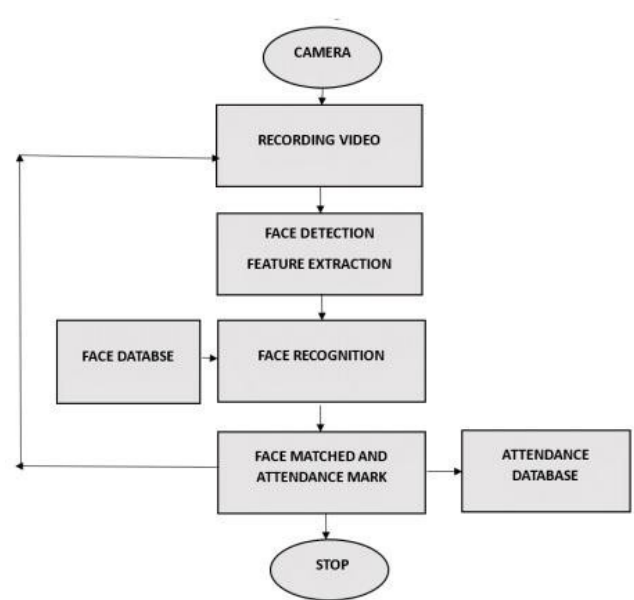 CAMERA
RECORDING VIDEO
FACE DETECTION
FEATURE EXTRACTION
FACE DATABSE
FACE RECOGNITION
FACE MATCHED AND
ATTENDANCE MARK
ATTENDANCE
DATABASE
STOP